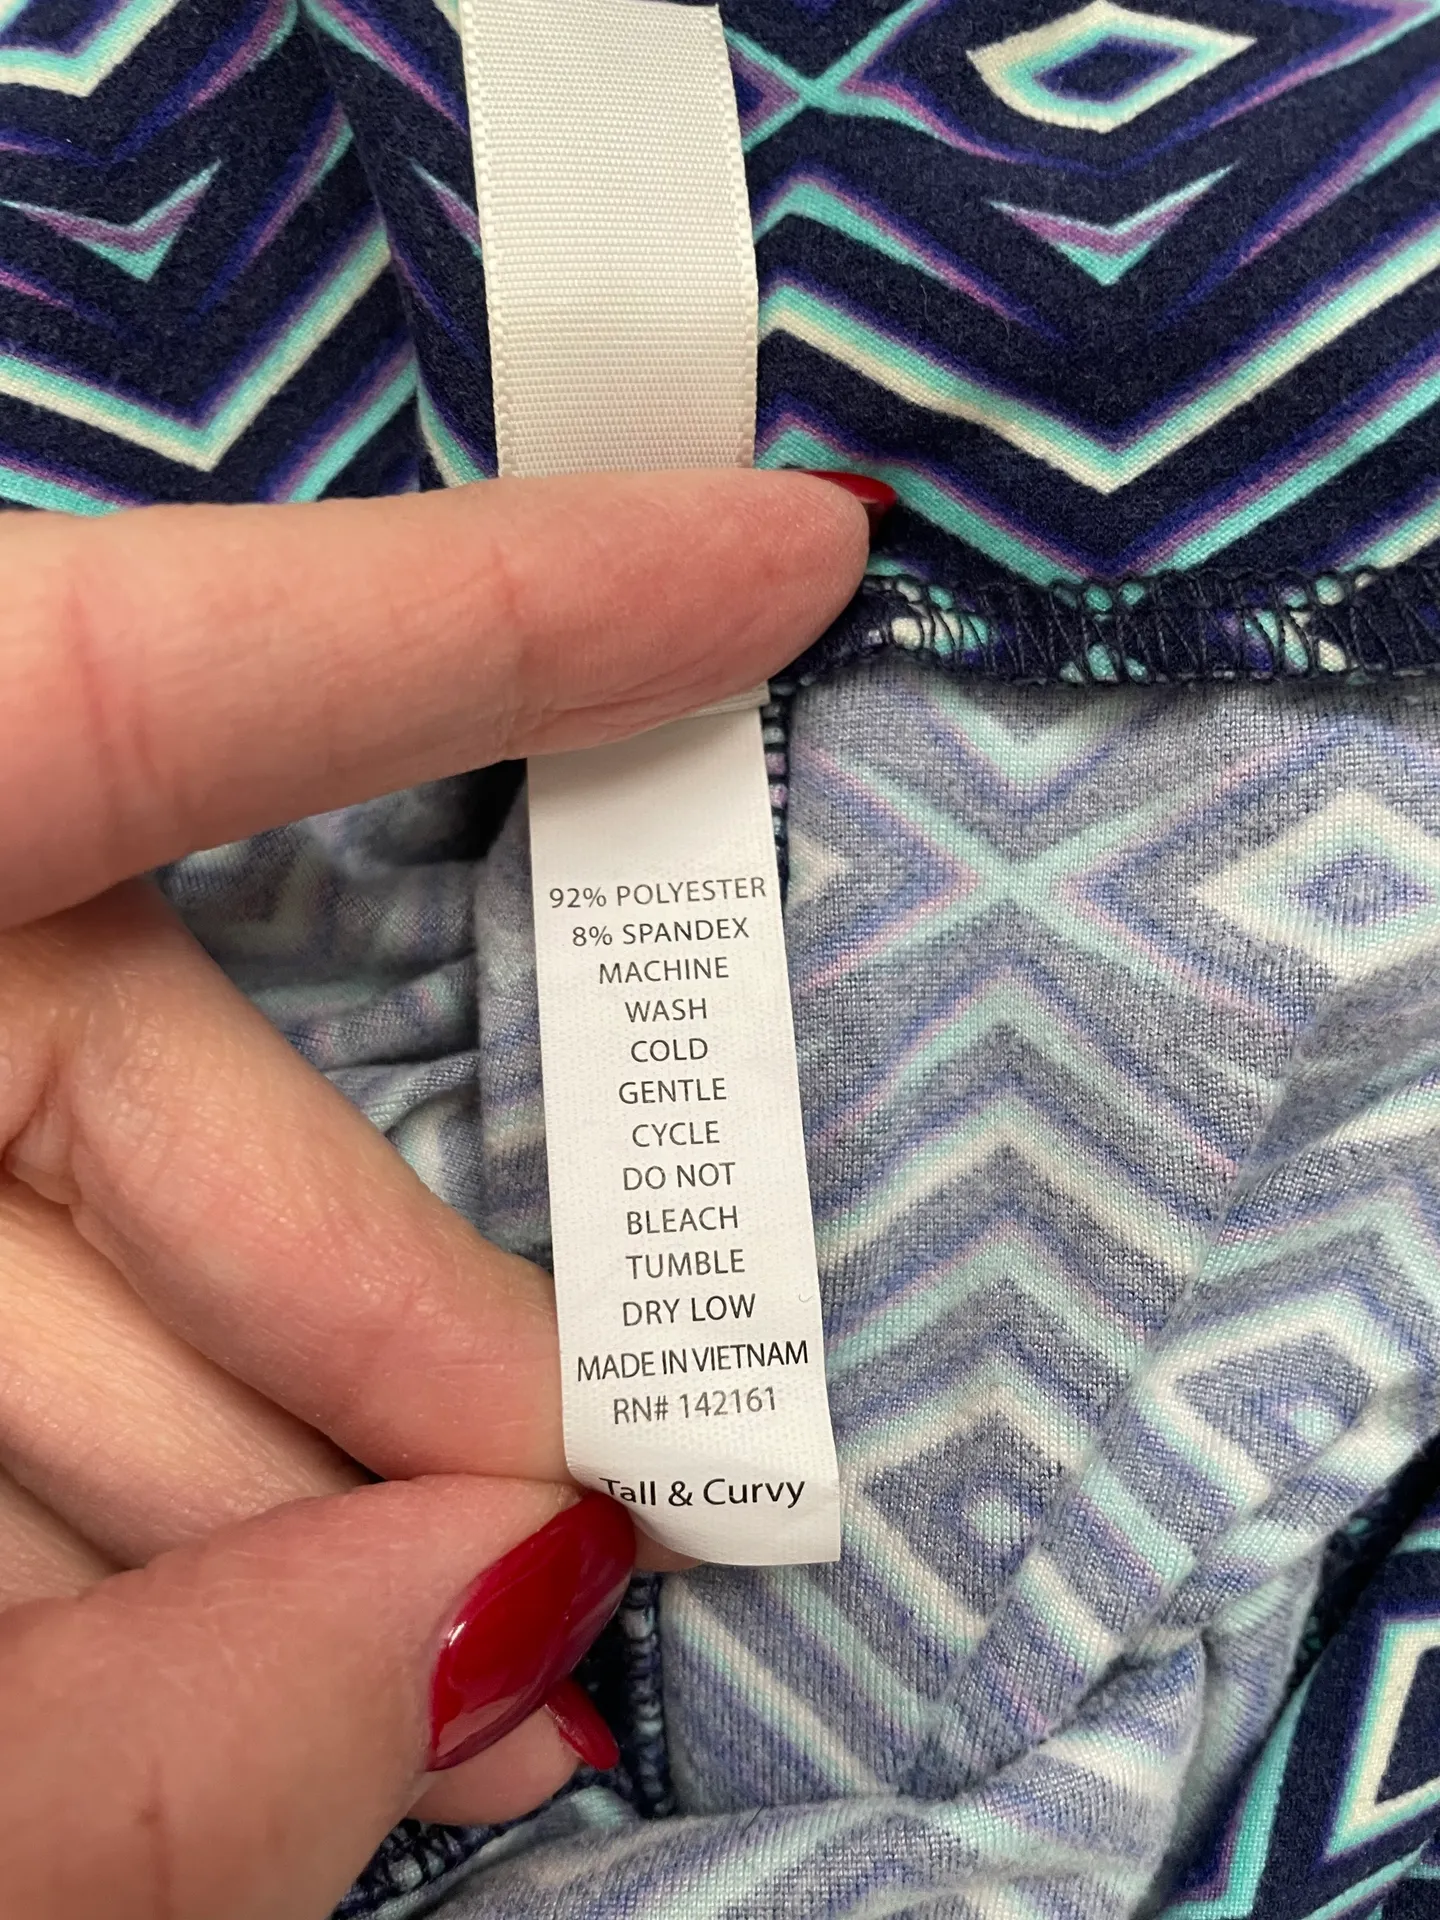 92% POLYESTER
8% SPANDEX
MACHINE
WASH
COLD
GENTLE
CYCLE
DO NOT
BLEACH
TUMBLE
DRY LOW
MADE IN VIETNAM
RN# 142161
Tall & Curvy